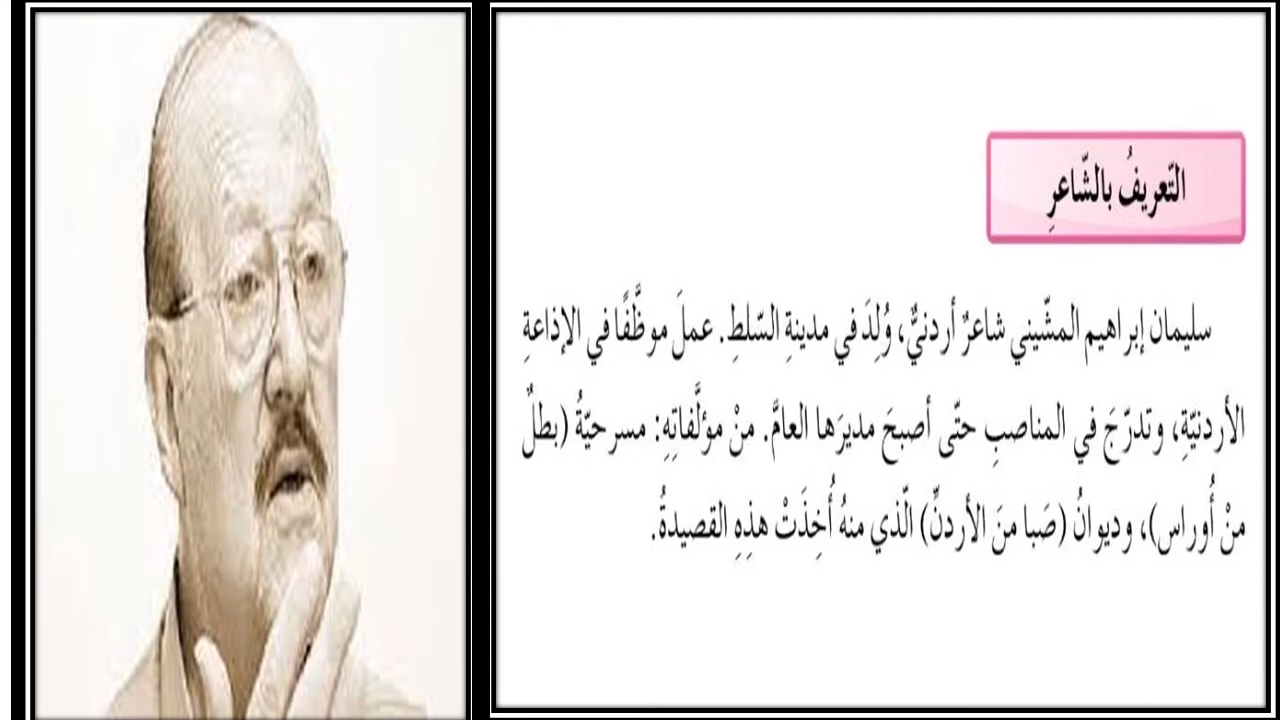 التّعريفُ بالشّاعرِ
سليمان إبراهيم المشّيني شاعرٌ أردنيٌّ، وُلِدَ في مدينةِ السّلطِ. عملَ موظَّفًا في الإذاعةِ
الأردنيّةِ، وتدرّجَ في المناصبِ حتّى أصبحَ مديرَها العامَّ. منْ مؤلَّفاتِهِ: مسرحيّةُ (بطلٌ
منْ أُوراس)، وديوانُ (صَبا منَ الأردنِّ) الّذي منهُ أُخِذَتْ هذِهِ القصيدةُ.